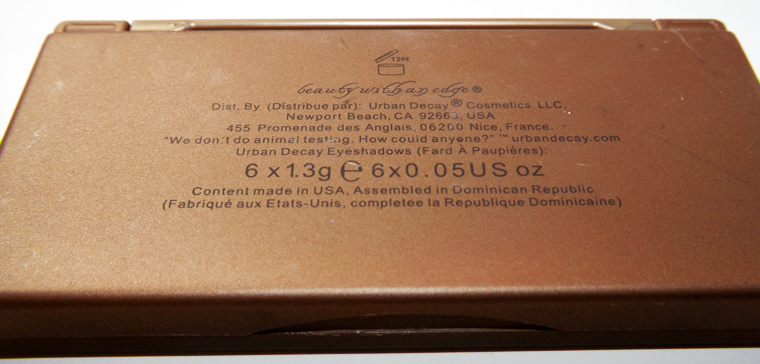 12M
beauty with an edge®
Dist. By (Distribue par): Urban Decay® Cosmetics LLC,
Newport Beach, CA 92663, USA
455 Promenade des Anglais, 06200 Nice, France.
"We don't do animal testing. How could anyone?" ™ urbandecay.com
Urban Decay Eyeshadows (Fard À Paupières):
6 x 1.3g ℮ 6x0.05US oz
Content made in USA, Assembled in Dominican Republic
(Fabriqué aux Etats-Unis, completee la Republique Dominicaine)